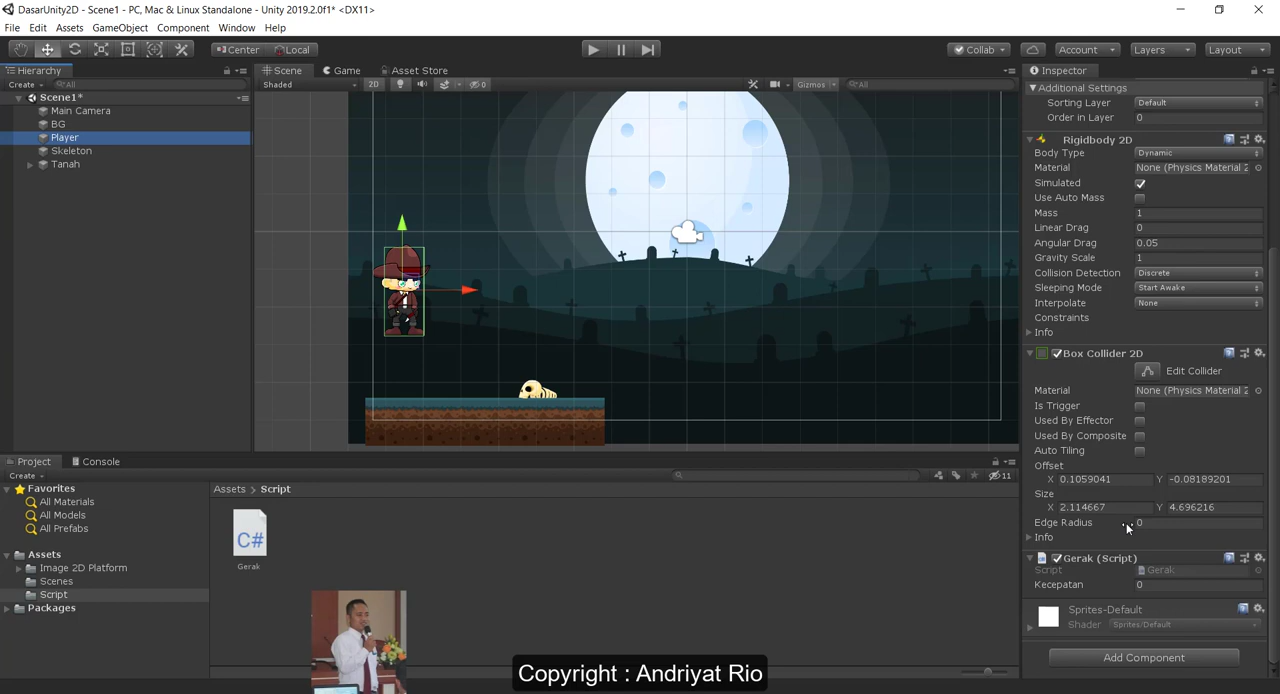 DasarUnity2D - Scene1 - PC, Mac & Linux Standalone - Unity 2019.2.0f1* <DX11>
File Edit Assets GameObject Component Window Help
Center Local Collab Account Layers Layout
Hierarchy
Create All
Scene1*
Main Camera
BG
Player
Skeleton
Tanah
Scene Game Asset Store
Shaded 2D 0 Gizmos All
Inspector
Additional Settings
Sorting Layer Default
Order in Layer 0
Rigidbody 2D
Body Type Dynamic
Material None (Physics Material 2
Simulated
Use Auto Mass
Mass 1
Linear Drag 0
Angular Drag 0.05
Gravity Scale 1
Collision Detection Discrete
Sleeping Mode Start Awake
Interpolate None
Constraints
Info
Box Collider 2D
Edit Collider
Material None (Physics Material 2
Is Trigger
Used By Effector
Used By Composite
Auto Tiling
Offset
X 0.1059041 Y -0.08189201
Size
X 2.114667 Y 4.696216
Edge Radius 0
Info
Gerak (Script)
Script Gerak
Kecepatan 0
Sprites-Default
Shader Sprites/Default
Add Component
Project Console
Create 11
Favorites
All Materials
All Models
All Prefabs
Assets
Image 2D Platform
Scenes
Script
Packages
Assets > Script
C#
Gerak
Copyright : Andriyat Rio